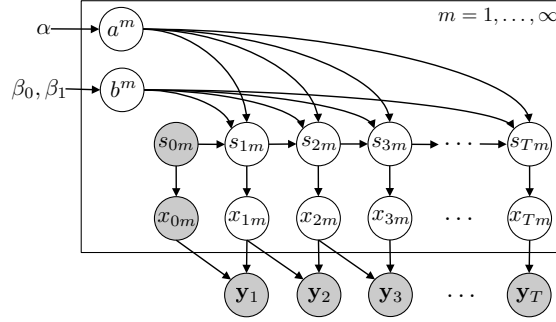 m = 1, . . . , ∞
α a^m
β_0, β_1 b^m
s_{0m} s_{1m} s_{2m} s_{3m} · · · s_{Tm}
x_{0m} x_{1m} x_{2m} x_{3m} · · · x_{Tm}
y_1 y_2 y_3 · · · y_T